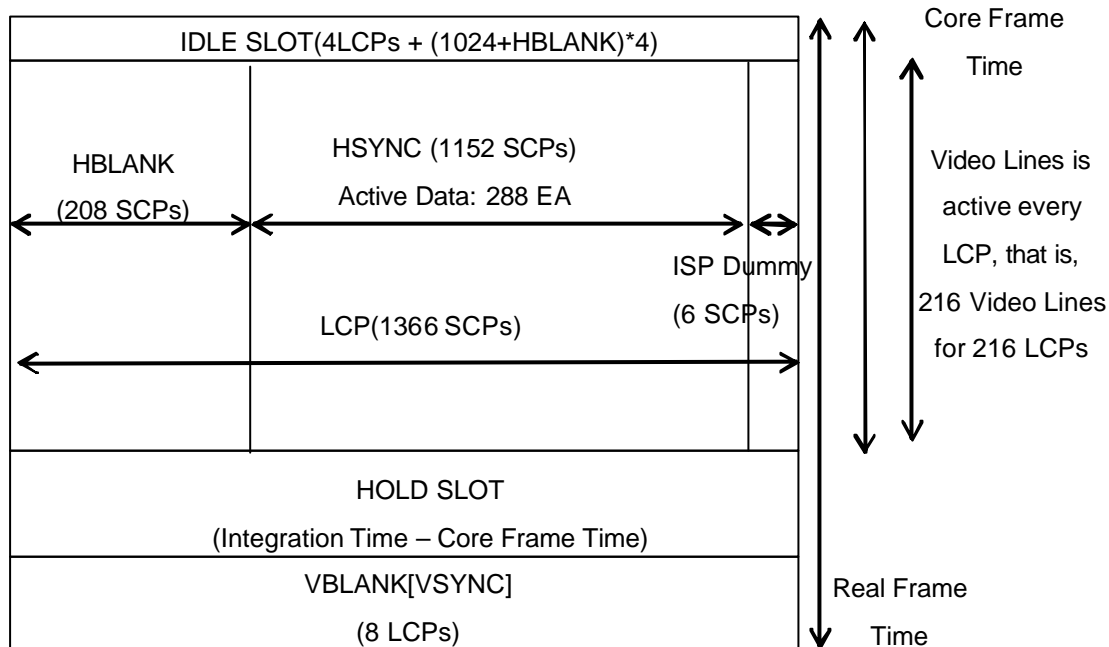 IDLE SLOT(4LCPs + (1024+HBLANK)*4)
HBLANK
(208 SCPs)
HSYNC (1152 SCPs)
Active Data: 288 EA
ISP Dummy
(6 SCPs)
LCP(1366 SCPs)
HOLD SLOT
(Integration Time – Core Frame Time)
VBLANK[VSYNC]
(8 LCPs)
Core Frame
Time
Video Lines is
active every
LCP, that is,
216 Video Lines
for 216 LCPs
Real Frame
Time